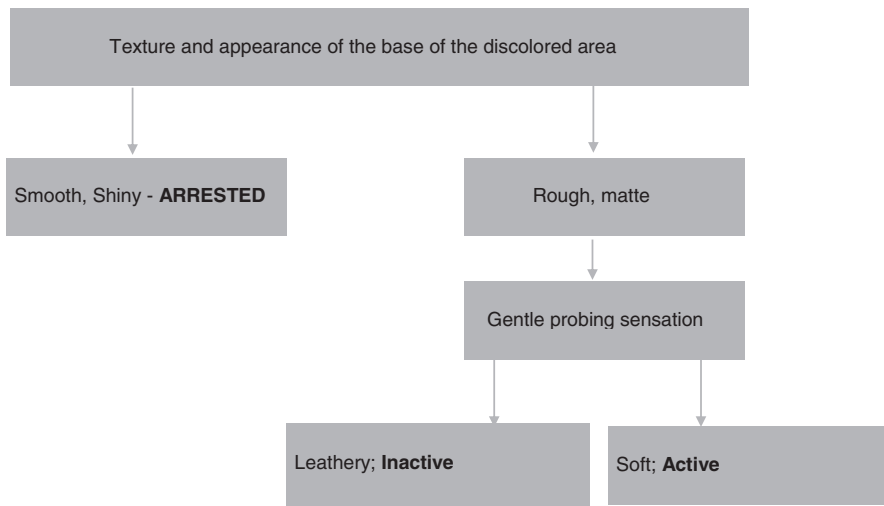 Texture and appearance of the base of the discolored area
Smooth, Shiny - ARRESTED
Rough, matte
Gentle probing sensation
Leathery; Inactive
Soft; Active